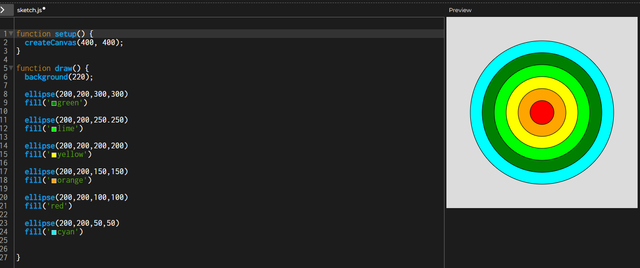 sketch.js•
Preview
1 function setup() {
2 createCanvas(400, 400);
3 }
4
5 function draw() {
6 background(220);
7
8 ellipse(200,200,300,300)
9 fill('green')
10
11 ellipse(200,200,250.250)
12 fill('lime')
13
14 ellipse(200,200,200,200)
15 fill('yellow')
16
17 ellipse(200,200,150,150)
18 fill('orange')
19
20 ellipse(200,200,100,100)
21 fill('red')
22
23 ellipse(200,200,50,50)
24 fill('cyan')
25
26
27 }